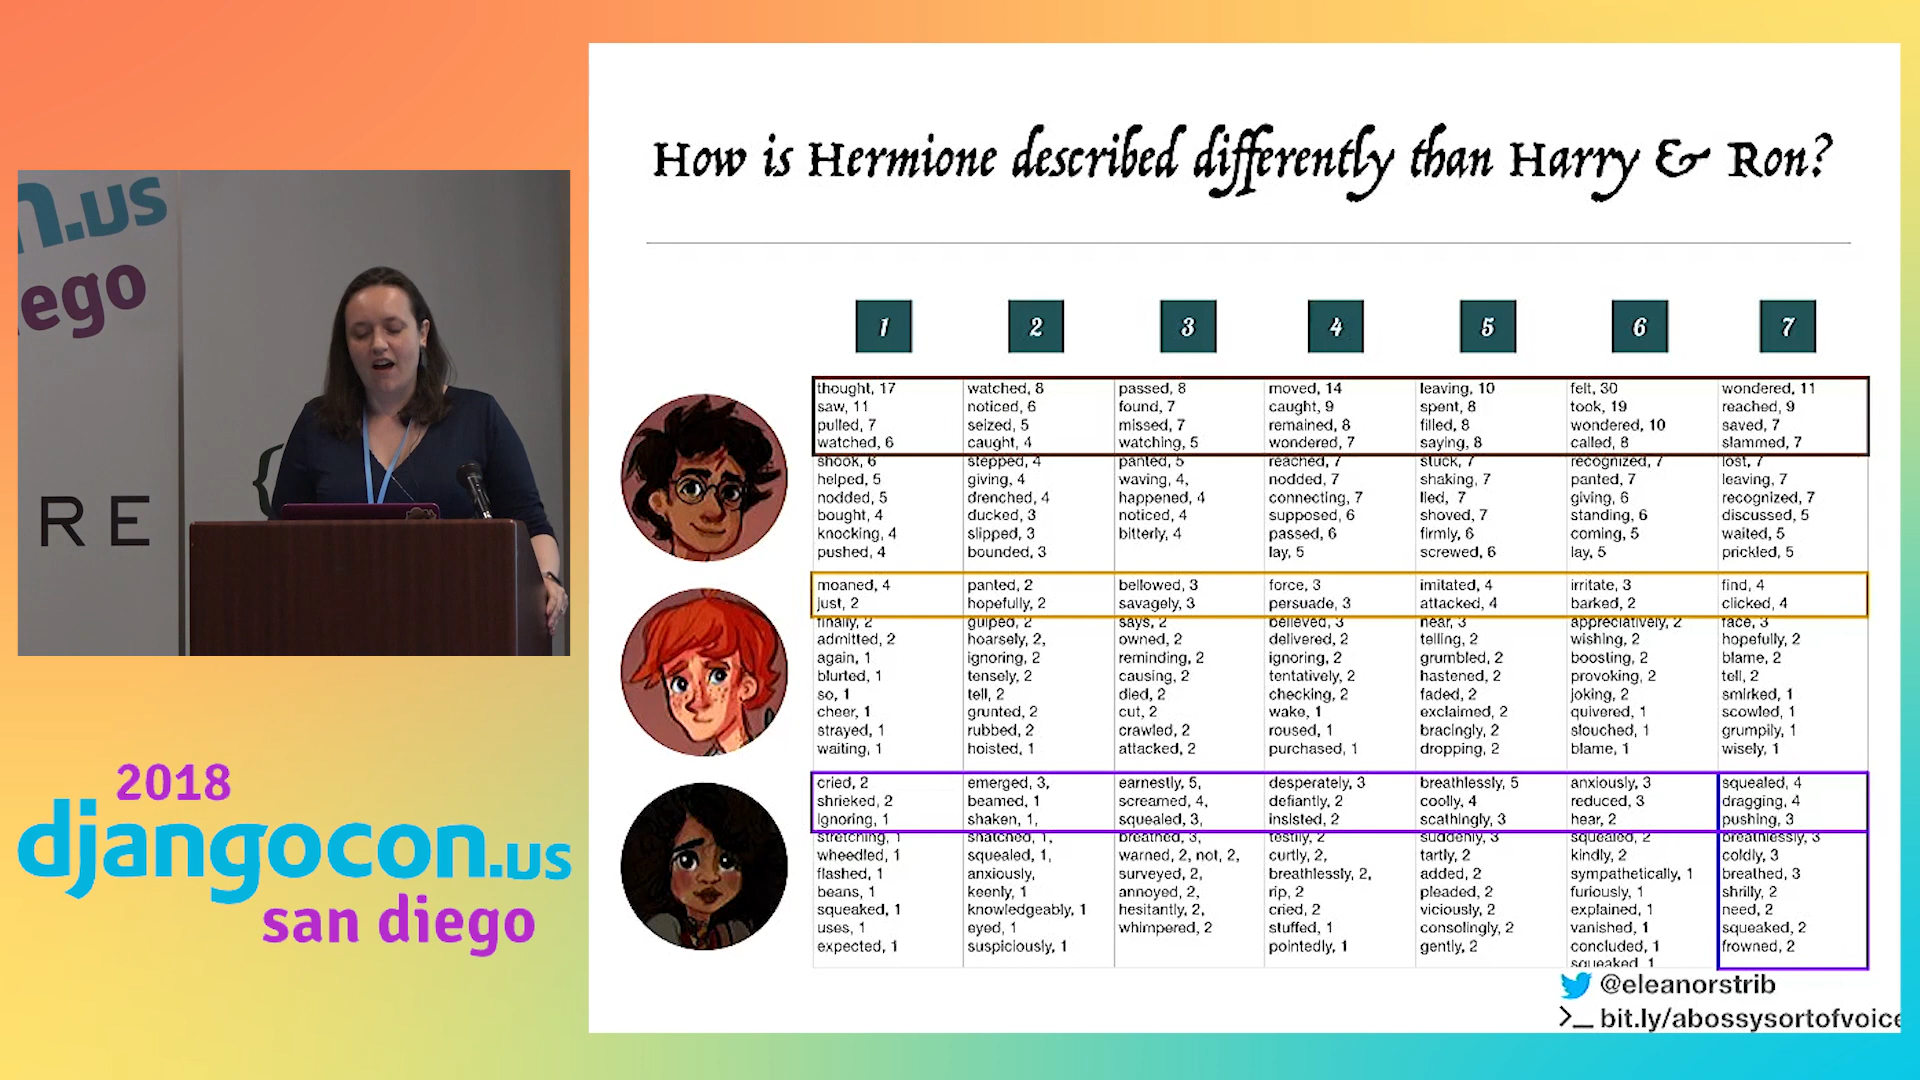 How is Hermione described differently than Harry & Ron?
1 2 3 4 5 6 7
thought, 17 watched, 8 passed, 8 moved, 14 leaving, 10 felt, 30 wondered, 11
saw, 11 noticed, 6 found, 7 caught, 9 spent, 8 took, 19 reached, 9
pulled, 7 seized, 5 missed, 7 remained, 8 filled, 8 wondered, 10 saved, 7
watched, 6 caught, 4 watching, 5 wondered, 7 saying, 8 called, 8 slammed, 7
shook, 6 stepped, 4 panted, 5 reached, 7 stuck, 7 recognized, 7 lost, 7
helped, 5 giving, 4 waving, 4, nodded, 7 shaking, 7 panted, 7 leaving, 7
nodded, 5 drenched, 4 happened, 4 connecting, 7 lied, 7 giving, 6 recognized, 7
bought, 4 ducked, 3 noticed, 4 supposed, 6 shoved, 7 standing, 6 discussed, 5
knocking, 4 slipped, 3 bitterly, 4 passed, 6 firmly, 6 coming, 5 waited, 5
pushed, 4 bounded, 3 lay, 5 screwed, 6 lay, 5 prickled, 5
moaned, 4 panted, 2 bellowed, 3 force, 3 imitated, 4 irritate, 3 find, 4
just, 2 hopefully, 2 savagely, 3 persuade, 3 attacked, 4 barked, 2 clicked, 4
finally, 2 gulped, 2 says, 2 believed, 3 near, 3 appreciatively, 2 face, 3
admitted, 2 hoarsely, 2, owned, 2 delivered, 2 telling, 2 wishing, 2 hopefully, 2
again, 1 ignoring, 2 reminding, 2 ignoring, 2 grumbled, 2 boosting, 2 blame, 2
blurted, 1 tensely, 2 causing, 2 tentatively, 2 hastened, 2 provoking, 2 tell, 2
so, 1 tell, 2 died, 2 checking, 2 faded, 2 joking, 2 smirked, 1
cheer, 1 grunted, 2 cut, 2 wake, 1 exclaimed, 2 quivered, 1 scowled, 1
strayed, 1 rubbed, 2 crawled, 2 roused, 1 bracingly, 2 slouched, 1 grumpily, 1
waiting, 1 hoisted, 1 attacked, 2 purchased, 1 dropping, 2 blame, 1 wisely, 1
cried, 2 emerged, 3, earnestly, 5, desperately, 3 breathlessly, 5 anxiously, 3 squealed, 4
shrieked, 2 beamed, 1 screamed, 4, defiantly, 2 coolly, 4 reduced, 3 dragging, 4
ignoring, 1 shaken, 1, squealed, 3, insisted, 2 scathingly, 3 hear, 2 pushing, 3
stretching, 1 snatched, 1, breathed, 3, testily, 2 suddenly, 3 squealed, 2 breathlessly, 3
wheedled, 1 squealed, 1, warned, 2, not, 2, curtly, 2, tartly, 2 kindly, 2 coldly, 3
flashed, 1 anxiously, surveyed, 2, breathlessly, 2, added, 2 sympathetically, 1 breathed, 3
beans, 1 keenly, 1 annoyed, 2, rip, 2 pleaded, 2 furiously, 1 shrilly, 2
squeaked, 1 knowledgeably, 1 hesitantly, 2, cried, 2 viciously, 2 explained, 1 need, 2
uses, 1 eyed, 1 whimpered, 2 stuffed, 1 consolingly, 2 vanished, 1 squeaked, 2
expected, 1 suspiciously, 1 pointedly, 1 gently, 2 concluded, 1 frowned, 2
squeaked, 1
@eleanorstrib
>_ bit.ly/abossysortofvoice
n.us
ego
RE
2018
djangocon.us
san diego